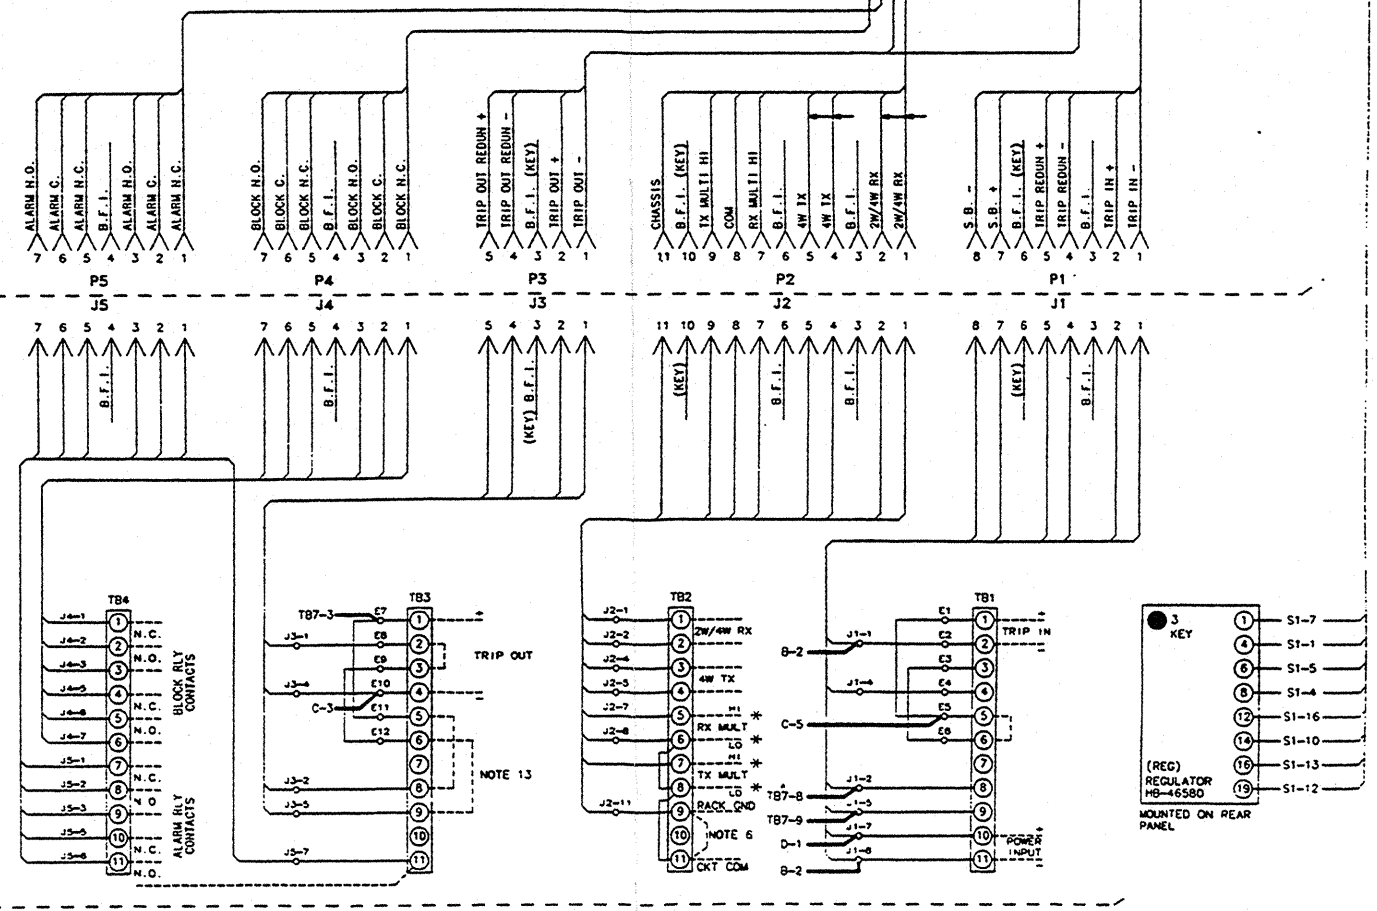 ALARM N.O.
ALARM C.
ALARM N.C.
B.F.I.
ALARM N.O.
ALARM C.
ALARM N.C.
7 6 5 4 3 2 1
P5
BLOCK N.O.
BLOCK C.
BLOCK N.C.
B.F.I.
BLOCK N.O.
BLOCK C.
BLOCK N.C.
7 6 5 4 3 2 1
P4
TRIP OUT REDUN +
TRIP OUT REDUN -
B.F.I. (KEY)
TRIP OUT +
TRIP OUT -
5 4 3 2 1
P3
CHASSIS
B.F.I. (KEY)
TX MULTI HI
COM
RX MULTI HI
B.F.I.
4W TX
4W TX
B.F.I.
2W/4W RX
2W/4W RX
11 10 9 8 7 6 5 4 3 2 1
P2
S.B. -
S.B. +
B.F.I. (KEY)
TRIP REDUN +
TRIP REDUN -
B.F.I.
TRIP IN +
TRIP IN -
8 7 6 5 4 3 2 1
P1
J5
7 6 5 4 3 2 1
B.F.I.
J4
7 6 5 4 3 2 1
B.F.I.
J3
5 4 3 2 1
(KEY) B.F.I.
J2
11 10 9 8 7 6 5 4 3 2 1
(KEY)
B.F.I.
B.F.I.
J1
8 7 6 5 4 3 2 1
(KEY)
B.F.I.
TB4
J4-1 1
N.C.
J4-2 2
N.O.
J4-3 3
J4-5 4
N.C.
J4-6 5
N.O.
J4-7 6
BLOCK RLY
CONTACTS
J5-1 7
N.C.
J5-2 8
N O
J5-3 9
J5-5 10
N.C.
J5-6 11
N.O.
ALARM RLY
CONTACTS
TB3
TB7-3 E7 1 +
J3-1 E8 2
E9 3
TRIP OUT
J3-4 E10 4 -
C-3 E11 5
E12 6
7
NOTE 13
J3-2 8
J3-5 9
10
J5-7 11
TB2
J2-1 1
2W/4W RX
J2-2 2
J2-4 3
4W TX
J2-5 4
J2-7 5 HI *
RX MULT
J2-8 6 LO *
7 HI *
TX MULT
8 LO *
J2-11 9 RACK GND
10 NOTE 6
11 CKT COM
TB1
E1 1 +
TRIP IN
J1-1 E2 2 -
B-2
E3 3
J1-4 E4 4
C-5 E5 5
E6 6
7
J1-2 8
TB7-8
J1-5 9
TB7-9
J1-7 10 +
D-1
POWER
INPUT
11 -
B-2
3
KEY
1 S1-7
4 S1-1
6 S1-5
8 S1-4
12 S1-16
14 S1-10
16 S1-13
19 S1-12
(REG)
REGULATOR
HB-46580
MOUNTED ON REAR
PANEL